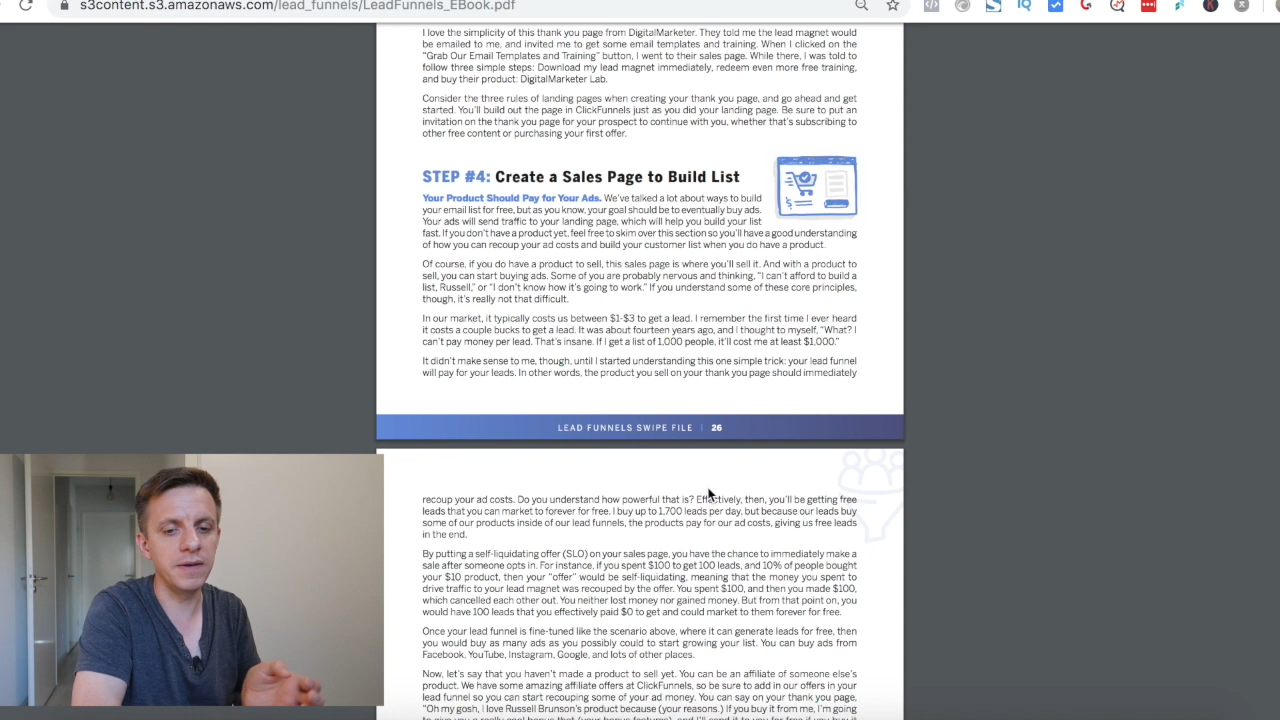 s3content.s3.amazonaws.com/lead_funnels/LeadFunnels_EBook.pdf
I love the simplicity of this thank you page from DigitalMarketer. They told me the lead magnet would
be emailed to me, and invited me to get some email templates and training. When I clicked on the
"Grab Our Email Templates and Training" button, I went to their sales page. While there, I was told to
follow three simple steps: Download my lead magnet immediately, redeem even more free training,
and buy their product: DigitalMarketer Lab.
Consider the three rules of landing pages when creating your thank you page, and go ahead and get
started. You'll build out the page in ClickFunnels just as you did your landing page. Be sure to put an
invitation on the thank you page for your prospect to continue with you, whether that's subscribing to
other free content or purchasing your first offer.
STEP #4: Create a Sales Page to Build List
Your Product Should Pay for Your Ads. We've talked a lot about ways to build
your email list for free, but as you know, your goal should be to eventually buy ads.
Your ads will send traffic to your landing page, which will help you build your list
fast. If you don't have a product yet, feel free to skim over this section so you'll have a good understanding
of how you can recoup your ad costs and build your customer list when you do have a product.
Of course, if you do have a product to sell, this sales page is where you'll sell it. And with a product to
sell, you can start buying ads. Some of you are probably nervous and thinking, "I can't afford to build a
list, Russell," or "I don't know how it's going to work." If you understand some of these core principles,
though, it's really not that difficult.
In our market, it typically costs us between $1-$3 to get a lead. I remember the first time I ever heard
it costs a couple bucks to get a lead. It was about fourteen years ago, and I thought to myself, "What? I
can't pay money per lead. That's insane. If I get a list of 1,000 people, it'll cost me at least $1,000."
It didn't make sense to me, though, until I started understanding this one simple trick: your lead funnel
will pay for your leads. In other words, the product you sell on your thank you page should immediately
LEAD FUNNELS SWIPE FILE | 26
recoup your ad costs. Do you understand how powerful that is? Effectively, then, you'll be getting free
leads that you can market to forever for free. I buy up to 1,700 leads per day, but because our leads buy
some of our products inside of our lead funnels, the products pay for our ad costs, giving us free leads
in the end.
By putting a self-liquidating offer (SLO) on your sales page, you have the chance to immediately make a
sale after someone opts in. For instance, if you spent $100 to get 100 leads, and 10% of people bought
your $10 product, then your "offer" would be self-liquidating, meaning that the money you spent to
drive traffic to your lead magnet was recouped by the offer. You spent $100, and then you made $100,
which cancelled each other out. You neither lost money nor gained money. But from that point on, you
would have 100 leads that you effectively paid $0 to get and could market to them forever for free.
Once your lead funnel is fine-tuned like the scenario above, where it can generate leads for free, then
you would buy as many ads as you possibly could to start growing your list. You can buy ads from
Facebook, YouTube, Instagram, Google, and lots of other places.
Now, let's say that you haven't made a product to sell yet. You can be an affiliate of someone else's
product. We have some amazing affiliate offers at ClickFunnels, so be sure to add in our offers in your
lead funnel so you can start recouping some of your ad money. You can say on your thank you page,
"Oh my gosh, I love Russell Brunson's product because (your reasons.) If you buy it from me, I'm going